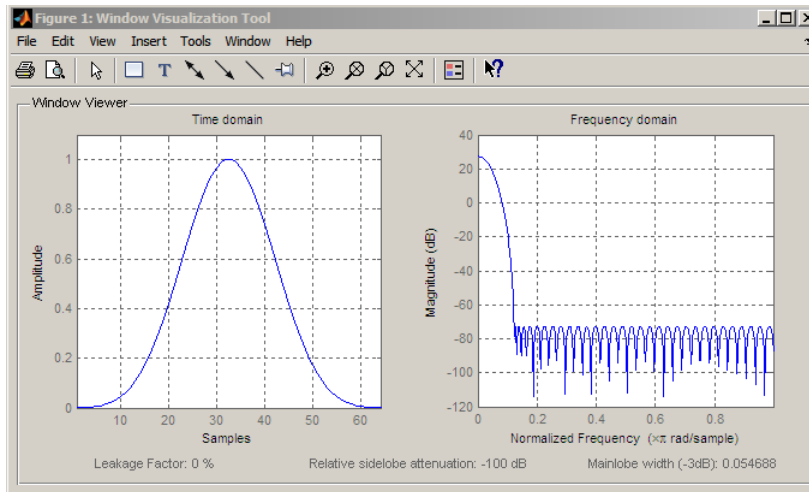 Figure 1: Window Visualization Tool
File Edit View Insert Tools Window Help
T
?
Window Viewer
Time domain
1
0.8
0.6
0.4
0.2
0
10 20 30 40 50 60
Amplitude
Samples
Frequency domain
40
20
0
-20
-40
-60
-80
-100
-120
0 0.2 0.4 0.6 0.8
Magnitude (dB)
Normalized Frequency (×π rad/sample)
Leakage Factor: 0 % Relative sidelobe attenuation: -100 dB Mainlobe width (-3dB): 0.054688